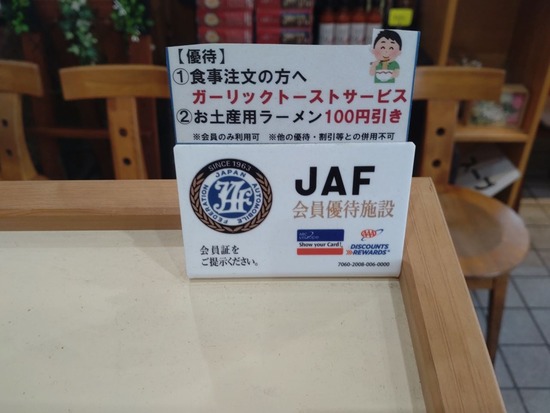 【優待】
①食事注文の方へ
ガーリックトーストサービス
②お土産用ラーメン100円引き
※会員のみ利用可　※他の優待・割引等との併用不可
SINCE 1963
JAPAN AUTOMOBILE FEDERATION
JAF
JAF
会員優待施設
会員証を
ご提示ください。
Show your Card!
AAA
DISCOUNTS
& REWARDS
7060-2008-006-0000